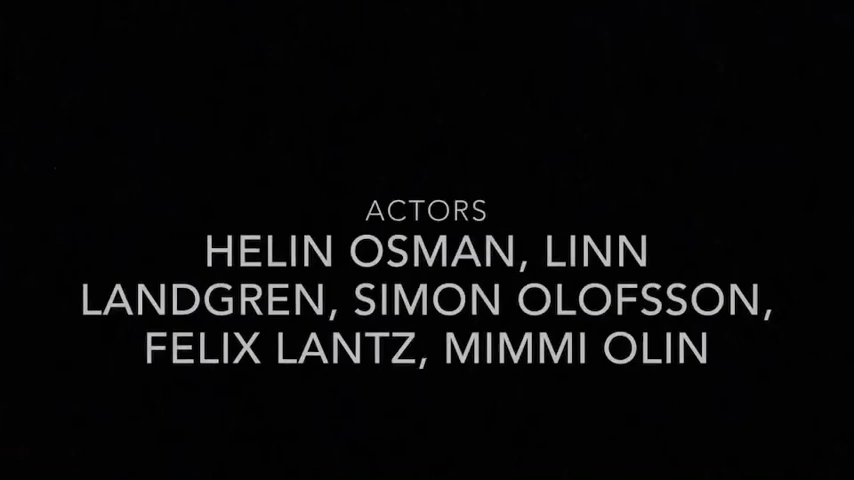 ACTORS
HELIN OSMAN, LINN
LANDGREN, SIMON OLOFSSON,
FELIX LANTZ, MIMMI OLIN